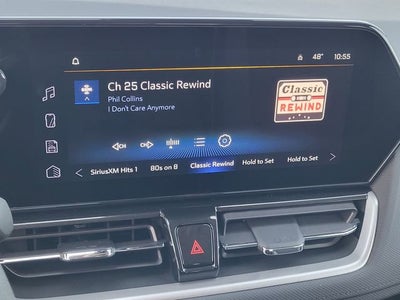 48° 10:55
Ch 25 Classic Rewind
Phil Collins
I Don't Care Anymore
Classic
REWIND
SiriusXM Hits 1 80s on 8 Classic Rewind Hold to Set Hold to Set